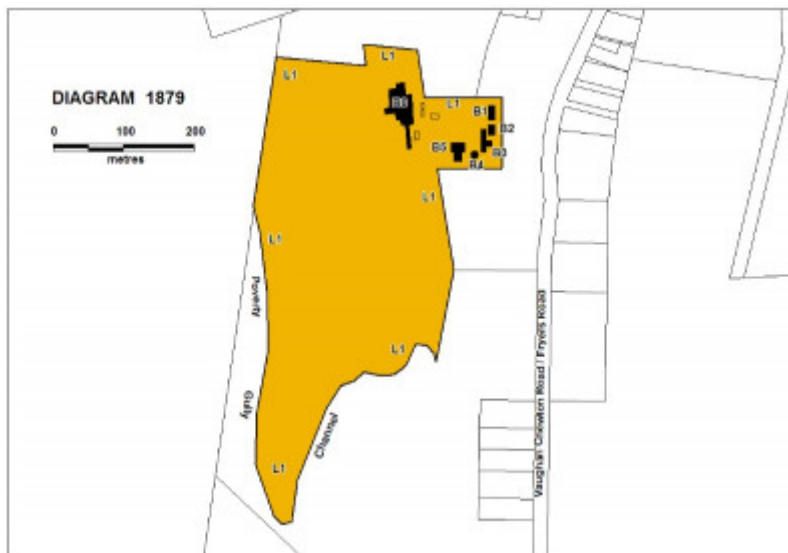 L1
L1
DIAGRAM 1879
0 100 200
metres
B6
L1
B1
B2
B3
B4
B5
L1
L1
Poverty
Gully
L1
Channel
L1
Vaughan Chewton Road / Fryers Road